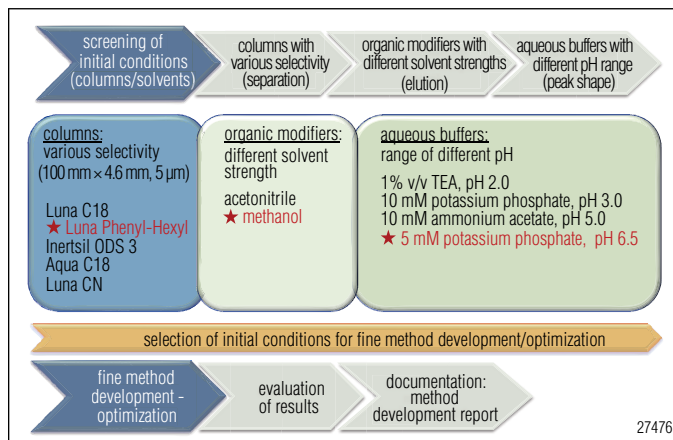 screening of
initial conditions
(columns/solvents)
columns with
various selectivity
(separation)
organic modifiers with
different solvent strengths
(elution)
aqueous buffers with
different pH range
(peak shape)
columns:
various selectivity
(100 mm × 4.6 mm, 5 µm)
Luna C18
★ Luna Phenyl-Hexyl
Inertsil ODS 3
Aqua C18
Luna CN
organic modifiers:
different solvent
strength
acetonitrile
★ methanol
aqueous buffers:
range of different pH
1% v/v TEA, pH 2.0
10 mM potassium phosphate, pH 3.0
10 mM ammonium acetate, pH 5.0
★ 5 mM potassium phosphate, pH 6.5
selection of initial conditions for fine method development/optimization
fine method
development -
optimization
evaluation
of results
documentation:
method
development report
27476